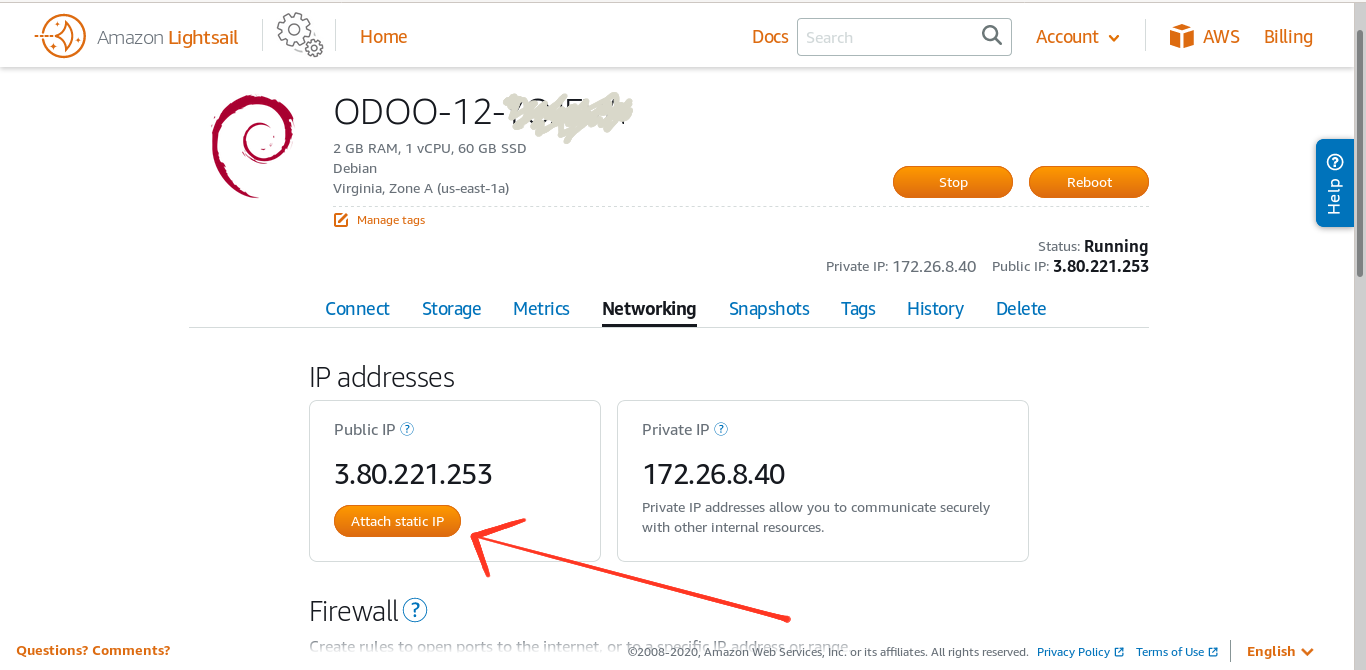 Amazon Lightsail Home Docs Search Account AWS Billing
ODOO-12-
2 GB RAM, 1 vCPU, 60 GB SSD
Debian
Virginia, Zone A (us-east-1a)
Stop Reboot
Manage tags
Help ?
Status: Running
Private IP: 172.26.8.40 Public IP: 3.80.221.253
Connect Storage Metrics Networking Snapshots Tags History Delete
IP addresses
Public IP ?
3.80.221.253
Attach static IP
Private IP ?
172.26.8.40
Private IP addresses allow you to communicate securely
with other internal resources.
Firewall ?
Create rules to open ports to the internet, or to a specific IP address or range.
Questions? Comments? ©2008-2020, Amazon Web Services, Inc. or its affiliates. All rights reserved. Privacy Policy Terms of Use English